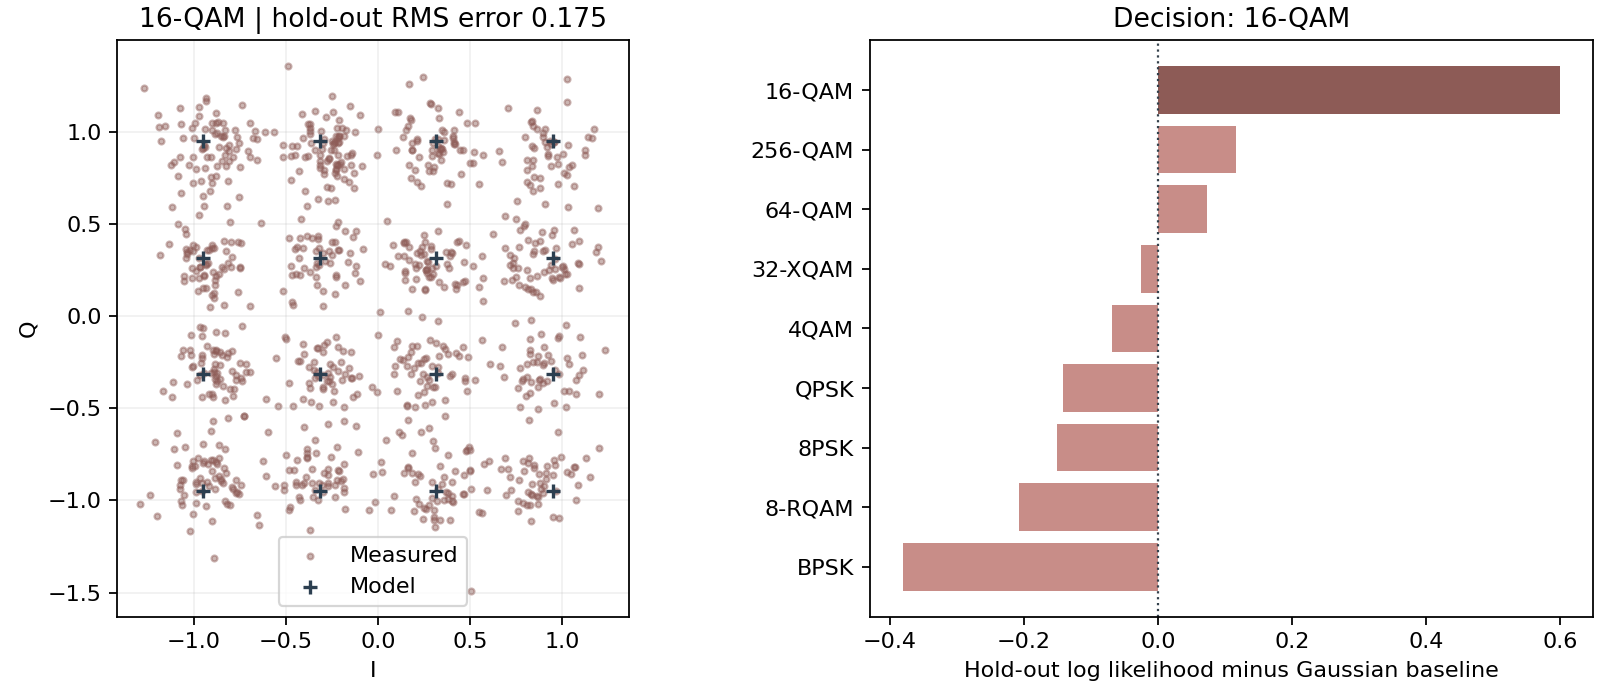 16-QAM | hold-out RMS error 0.175
1.0
0.5
0.0
−0.5
−1.0
−1.5
Q
−1.0
−0.5
0.0
0.5
1.0
I
Measured
Model
Decision: 16-QAM
16-QAM
256-QAM
64-QAM
32-XQAM
4QAM
QPSK
8PSK
8-RQAM
BPSK
−0.4
−0.2
0.0
0.2
0.4
0.6
Hold-out log likelihood minus Gaussian baseline